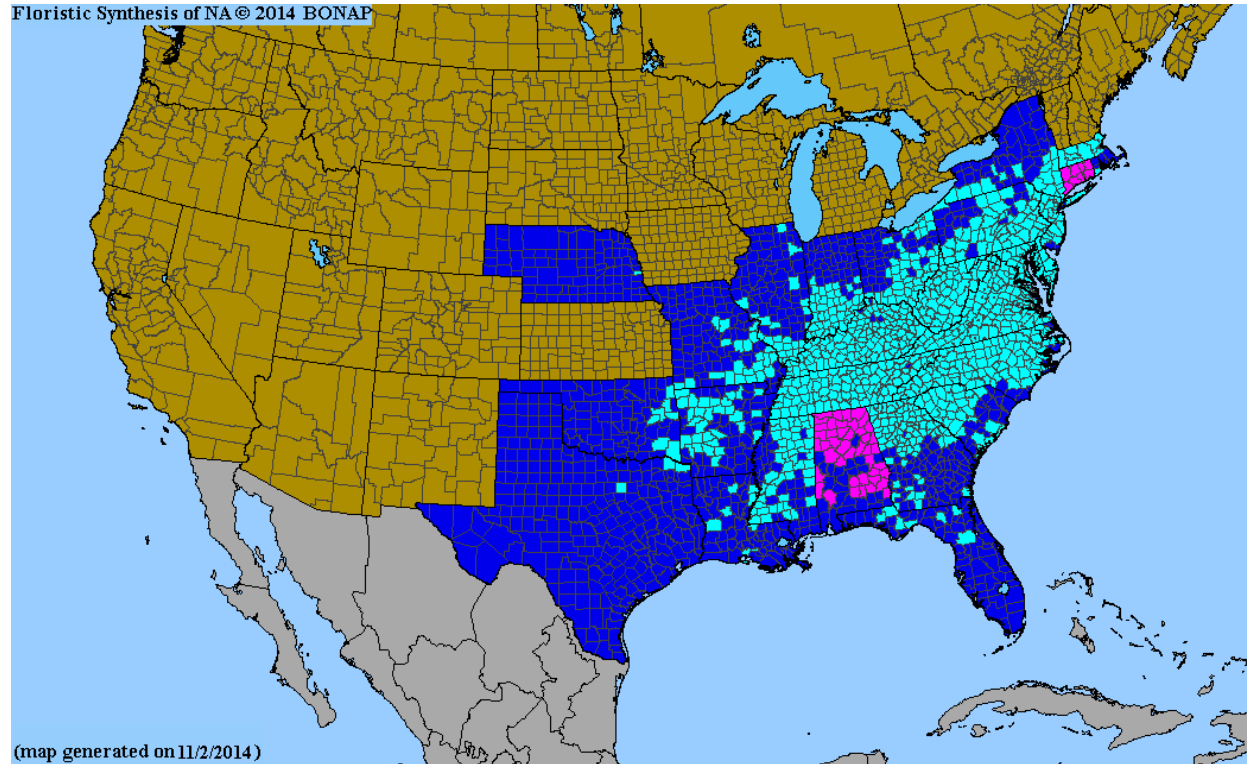 Floristic Synthesis of NA © 2014 BONAP
(map generated on 11/2/2014)